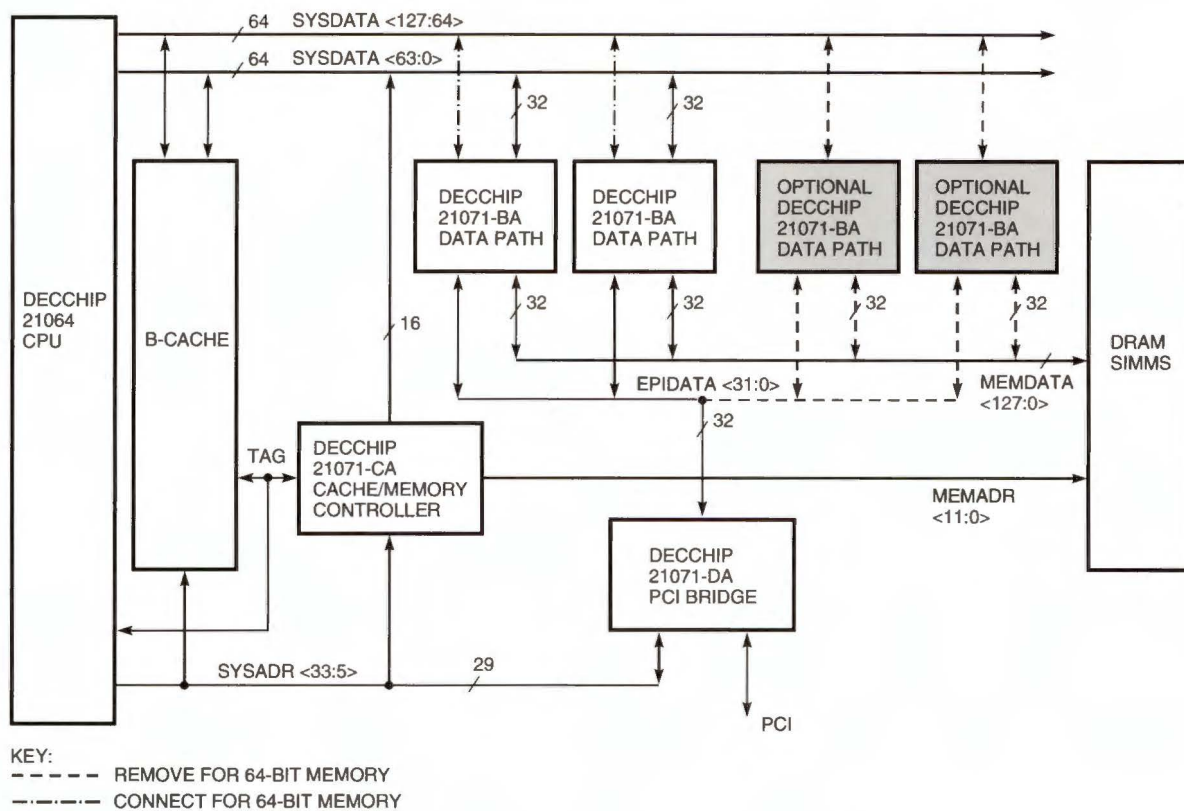 64 SYSDATA <127:64>
64 SYSDATA <63:0>
32
32
DECCHIP
21071-BA
DATA PATH
DECCHIP
21071-BA
DATA PATH
OPTIONAL
DECCHIP
21071-BA
DATA PATH
OPTIONAL
DECCHIP
21071-BA
DATA PATH
DECCHIP
21064
CPU
B-CACHE
16
32
32
32
32
DRAM
SIMMS
EPIDATA <31:0>
MEMDATA
<127:0>
32
TAG
DECCHIP
21071-CA
CACHE/MEMORY
CONTROLLER
MEMADR
<11:0>
DECCHIP
21071-DA
PCI BRIDGE
SYSADR <33:5>
29
PCI
KEY:
REMOVE FOR 64-BIT MEMORY
CONNECT FOR 64-BIT MEMORY